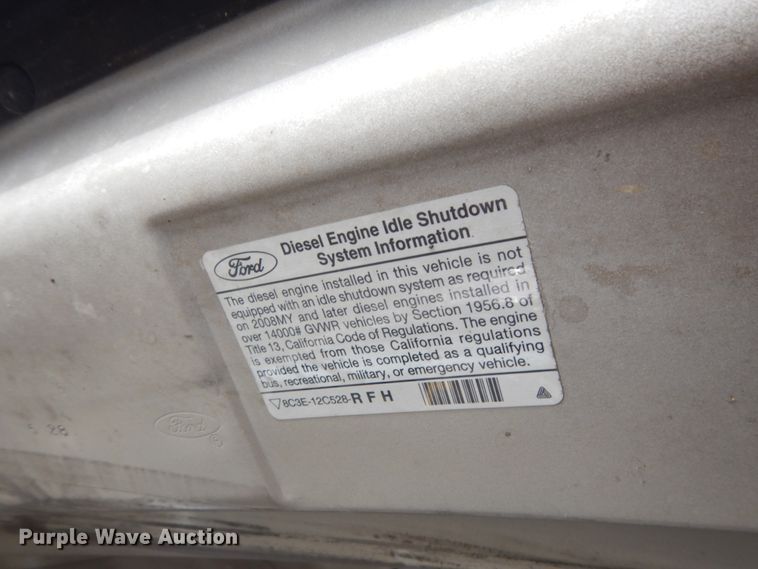 Ford
Diesel Engine Idle Shutdown
System Information
The diesel engine installed in this vehicle is not
equipped with an idle shutdown system as required
on 2008MY and later diesel engines installed in
over 14000# GVWR vehicles by Section 1956.8 of
Title 13, California Code of Regulations. The engine
is exempted from those California regulations
provided the vehicle is completed as a qualifying
bus, recreational, military, or emergency vehicle.
▽8C3E-12C528-R F H
Ford
Purple Wave Auction®